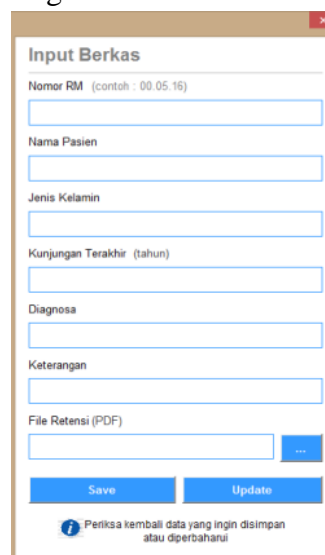 Input Berkas
Nomor RM (contoh : 00.05.16)
Nama Pasien
Jenis Kelamin
Kunjungan Terakhir (tahun)
Diagnosa
Keterangan
File Retensi (PDF)
...
Save Update
Periksa kembali data yang ingin disimpan
atau diperbaharui